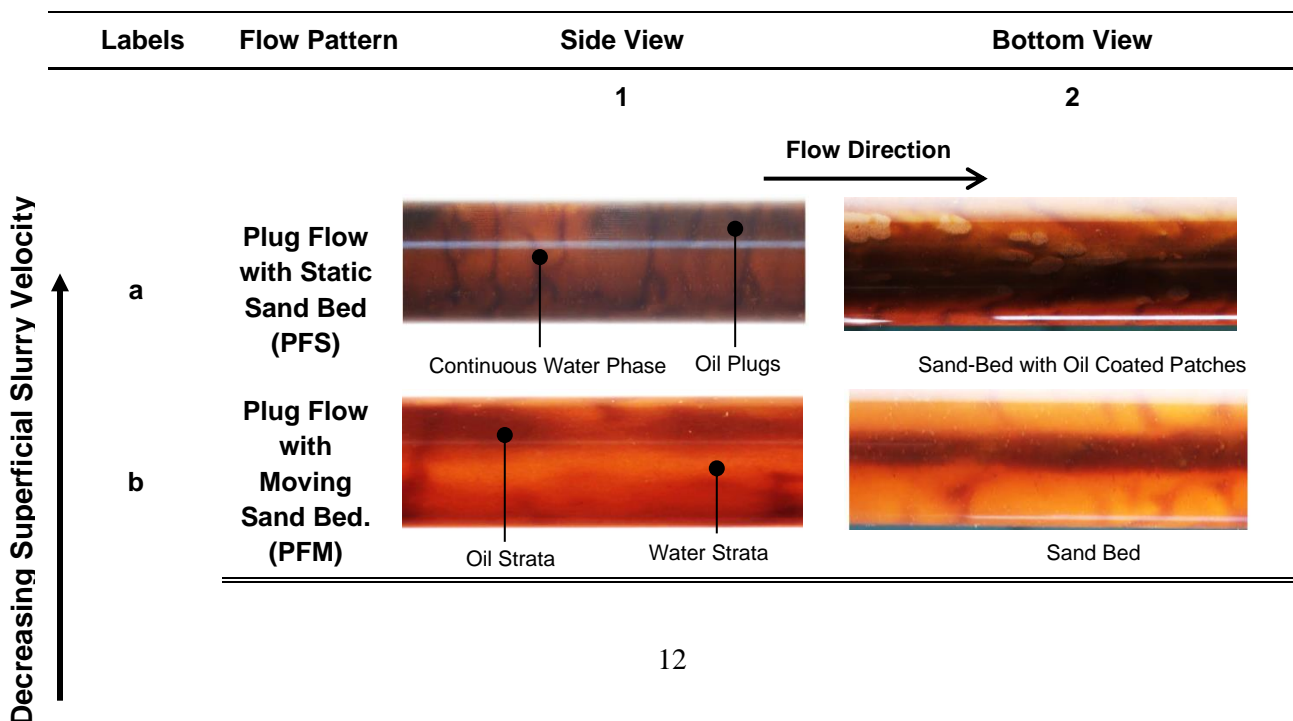 Labels Flow Pattern Side View Bottom View
1 2
Flow Direction
Decreasing Superficial Slurry Velocity
a
Plug Flow
with Static
Sand Bed
(PFS)
Continuous Water Phase Oil Plugs Sand-Bed with Oil Coated Patches
b
Plug Flow
with
Moving
Sand Bed.
(PFM)
Oil Strata Water Strata Sand Bed
12